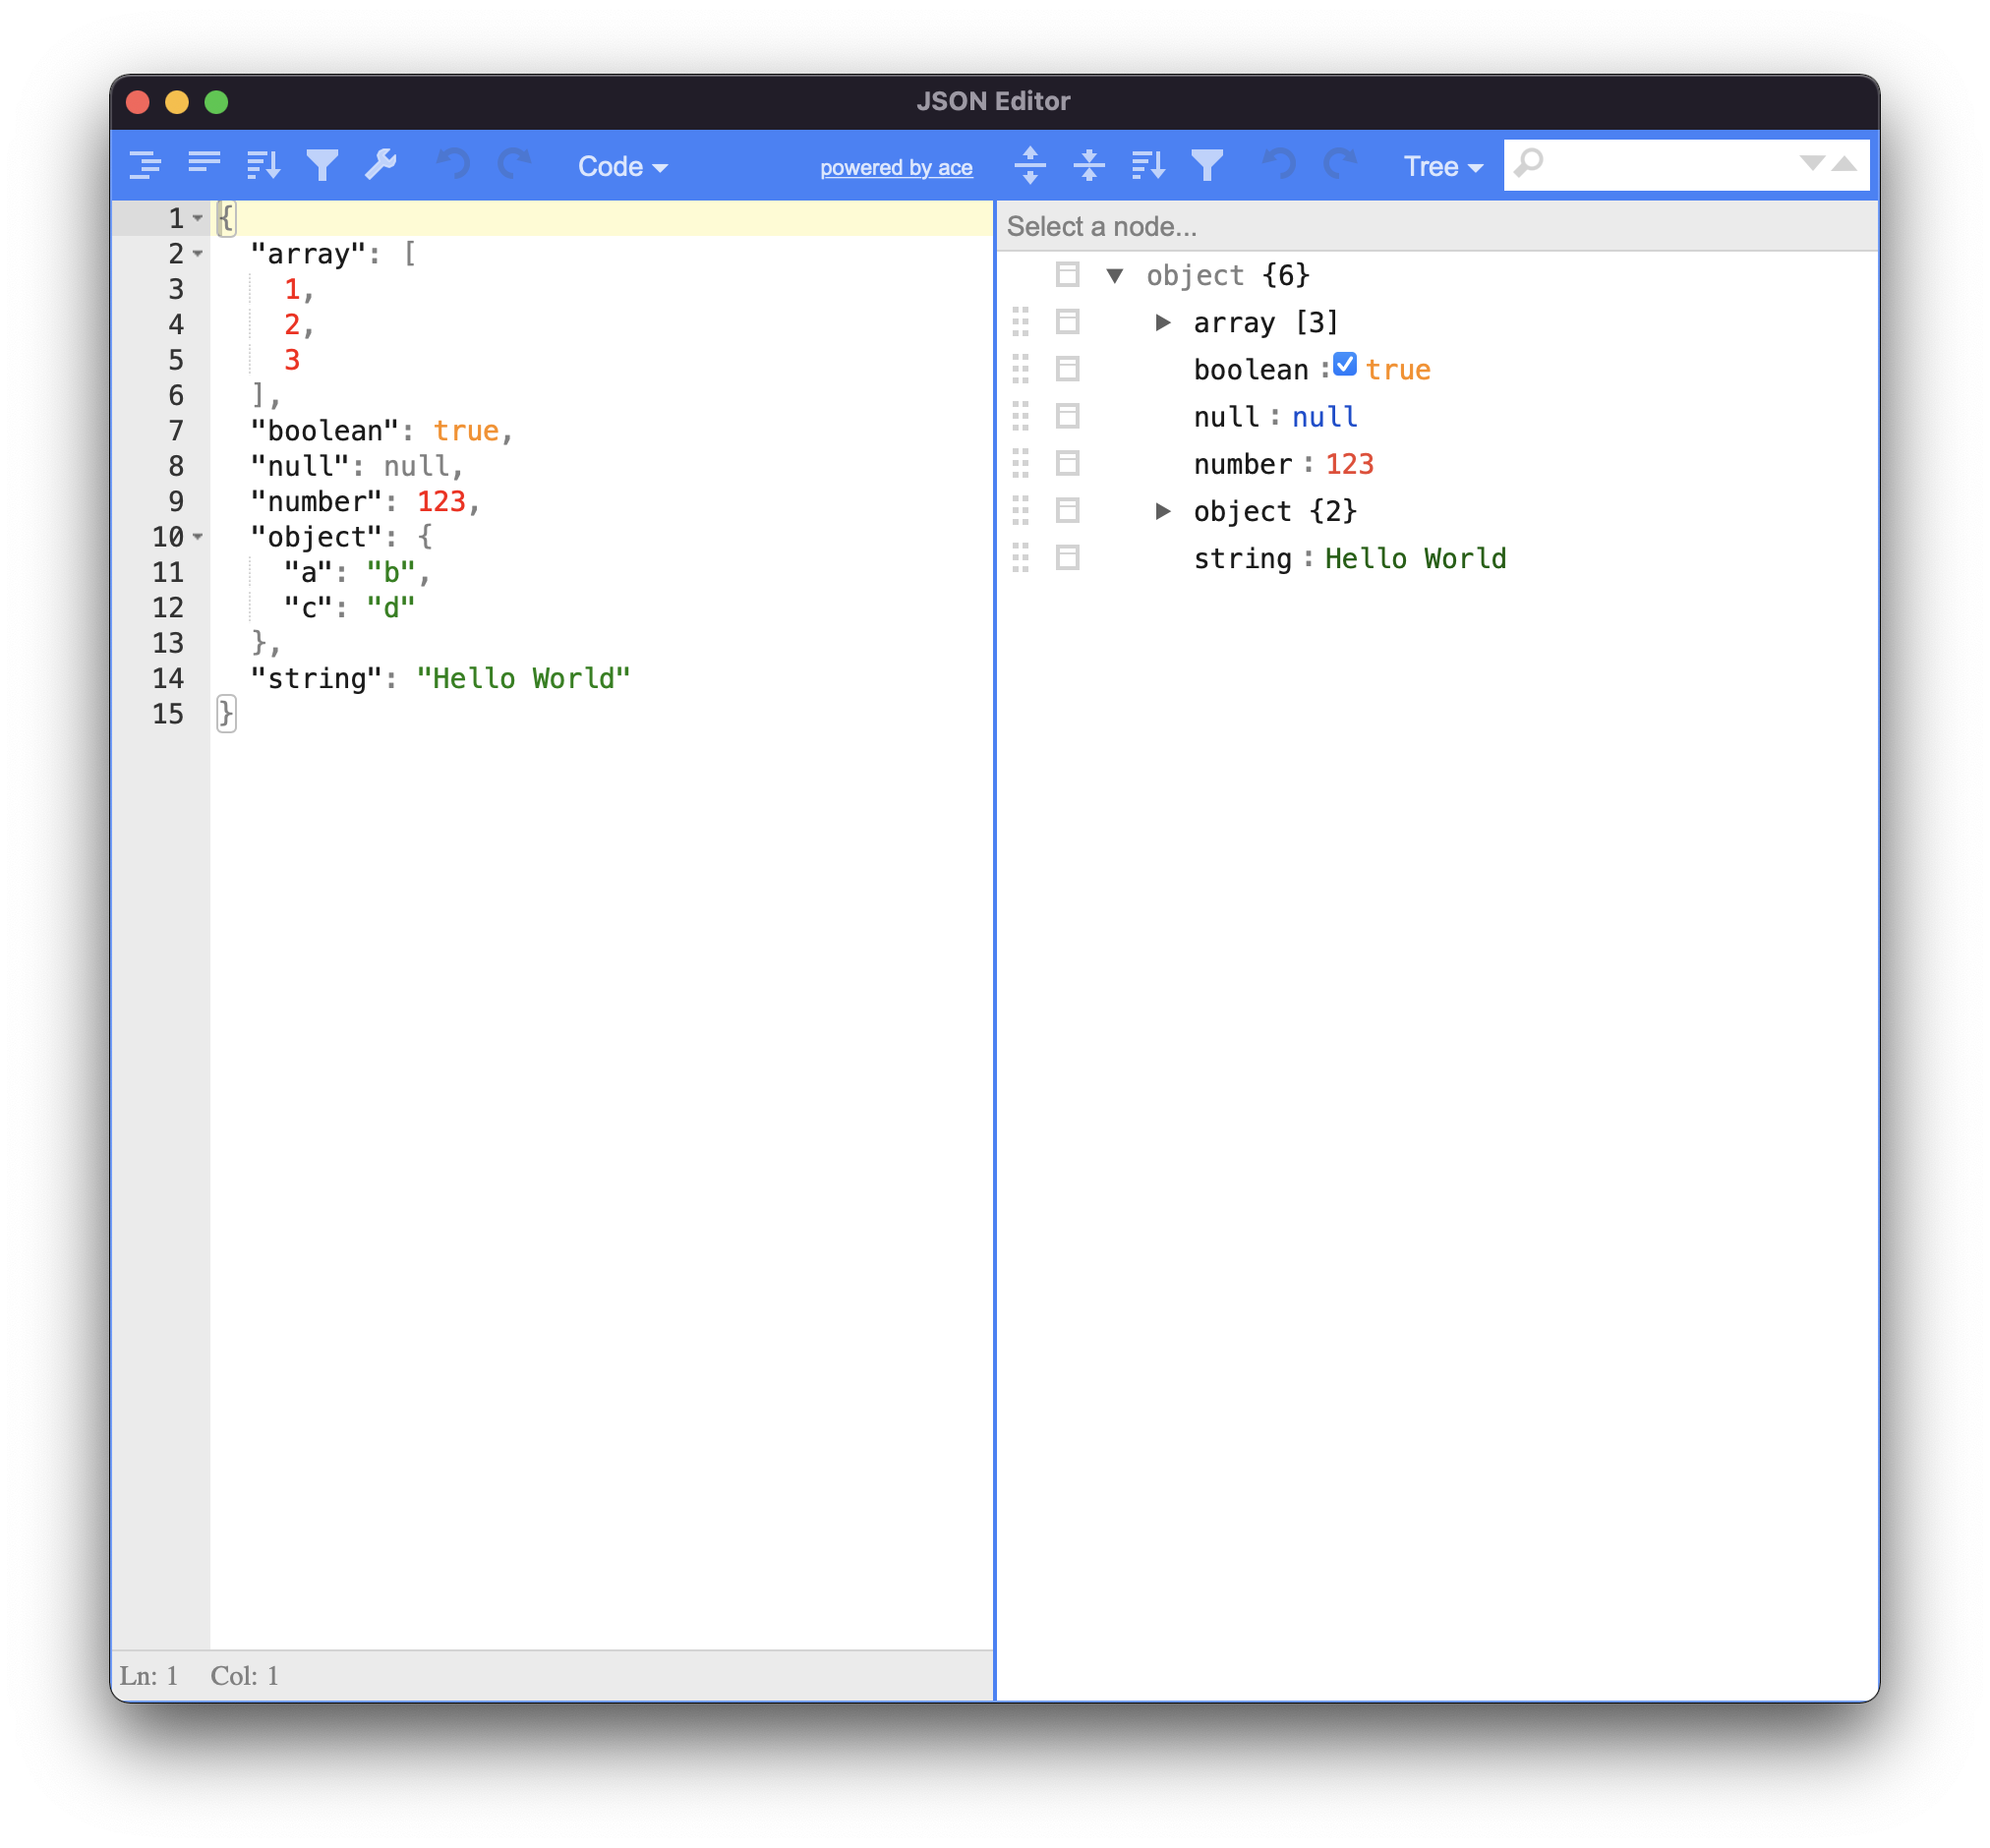 JSON Editor
Code powered by ace Tree
1 {
2   "array": [
3     1,
4     2,
5     3
6   ],
7   "boolean": true,
8   "null": null,
9   "number": 123,
10   "object": {
11     "a": "b",
12     "c": "d"
13   },
14   "string": "Hello World"
15 }
Ln: 1 Col: 1
Select a node...
object {6}
array [3]
boolean : true
null : null
number : 123
object {2}
string : Hello World